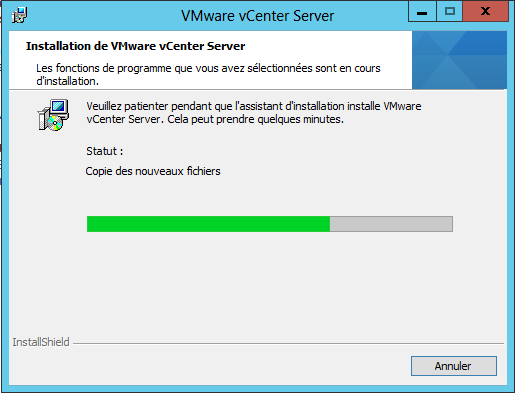 VMware vCenter Server
Installation de VMware vCenter Server
Les fonctions de programme que vous avez sélectionnées sont en cours
d'installation.
Veuillez patienter pendant que l'assistant d'installation installe VMware
vCenter Server. Cela peut prendre quelques minutes.
Statut :
Copie des nouveaux fichiers
InstallShield
Annuler